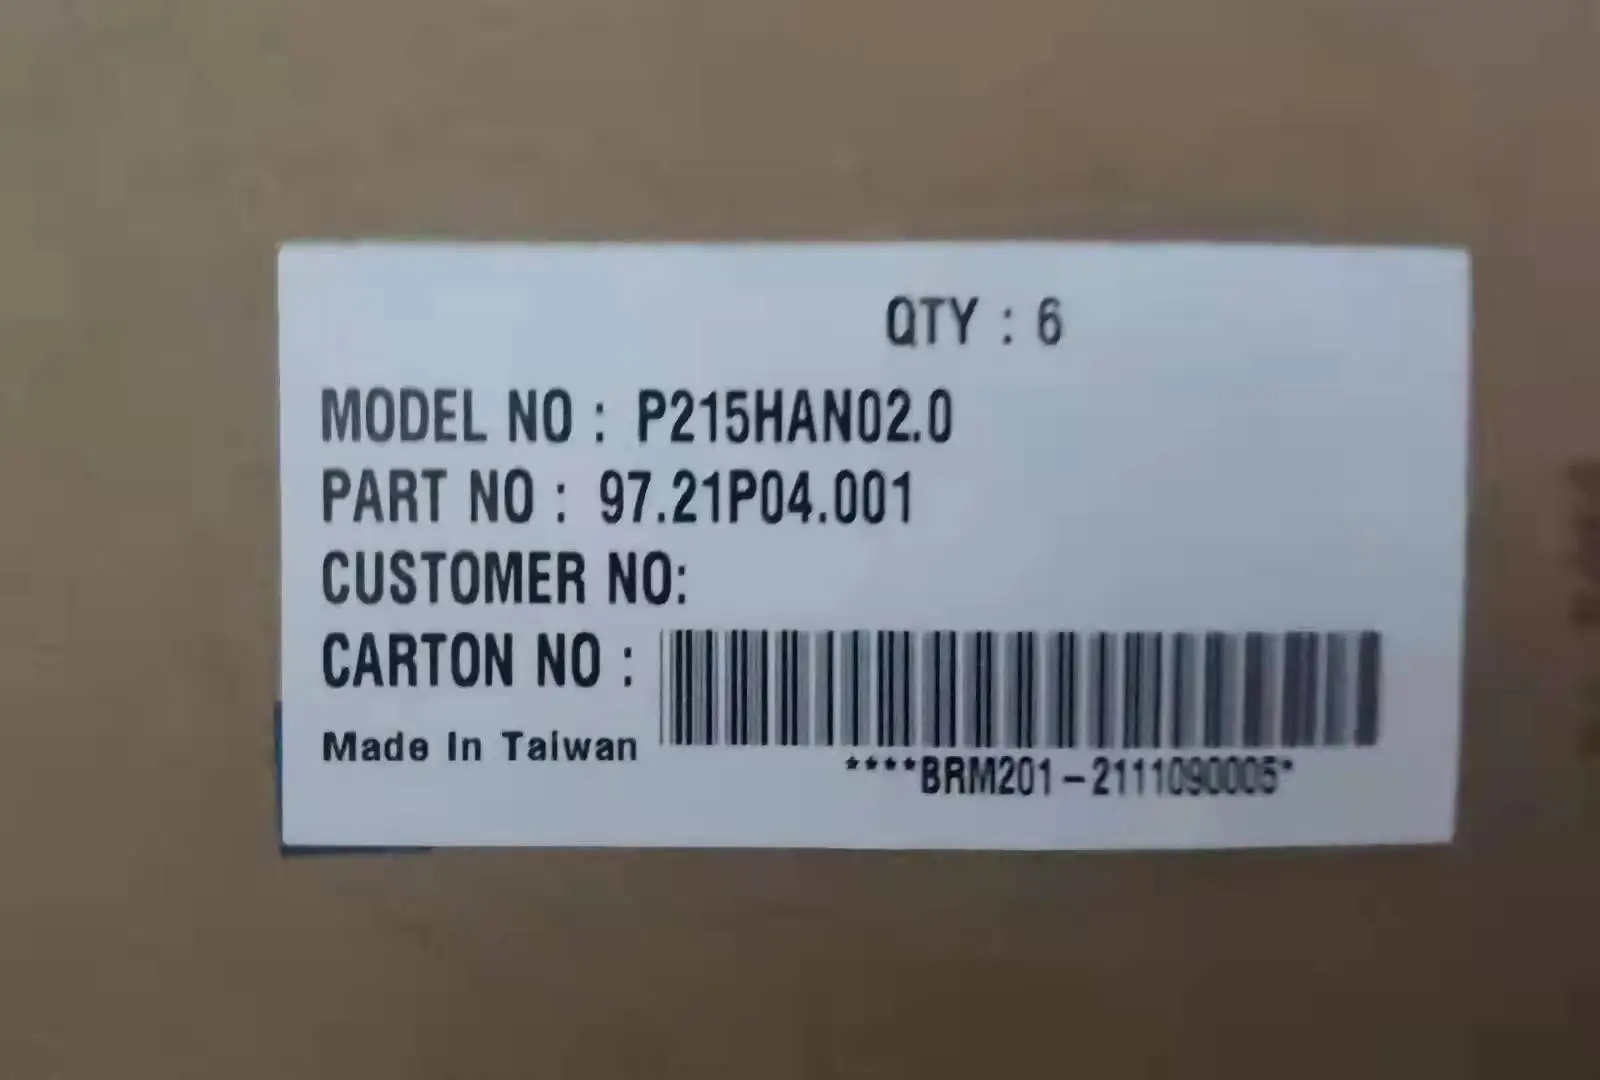 QTY : 6
MODEL NO : P215HAN02.0
PART NO : 97.21P04.001
CUSTOMER NO:
CARTON NO :
Made In Taiwan
****BRM201-2111090005*